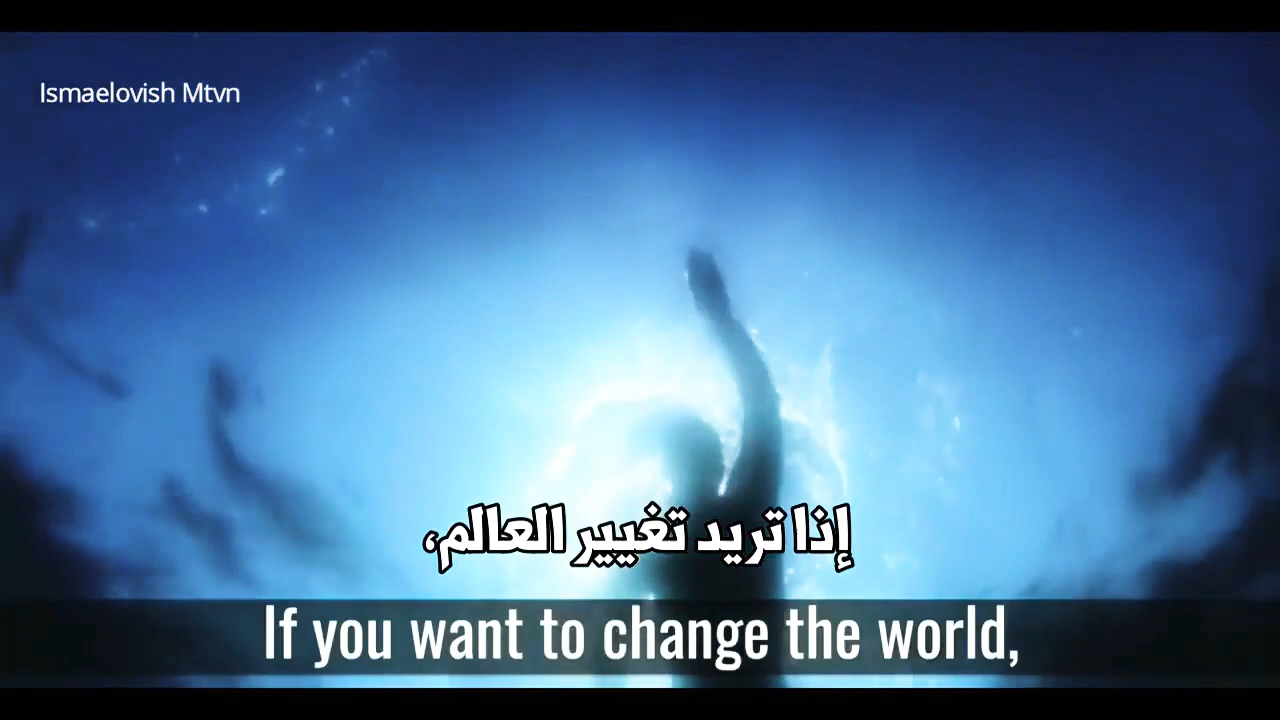 Ismaelovish Mtvn
إذا تريد تغيير العالمِ،
If you want to change the world,